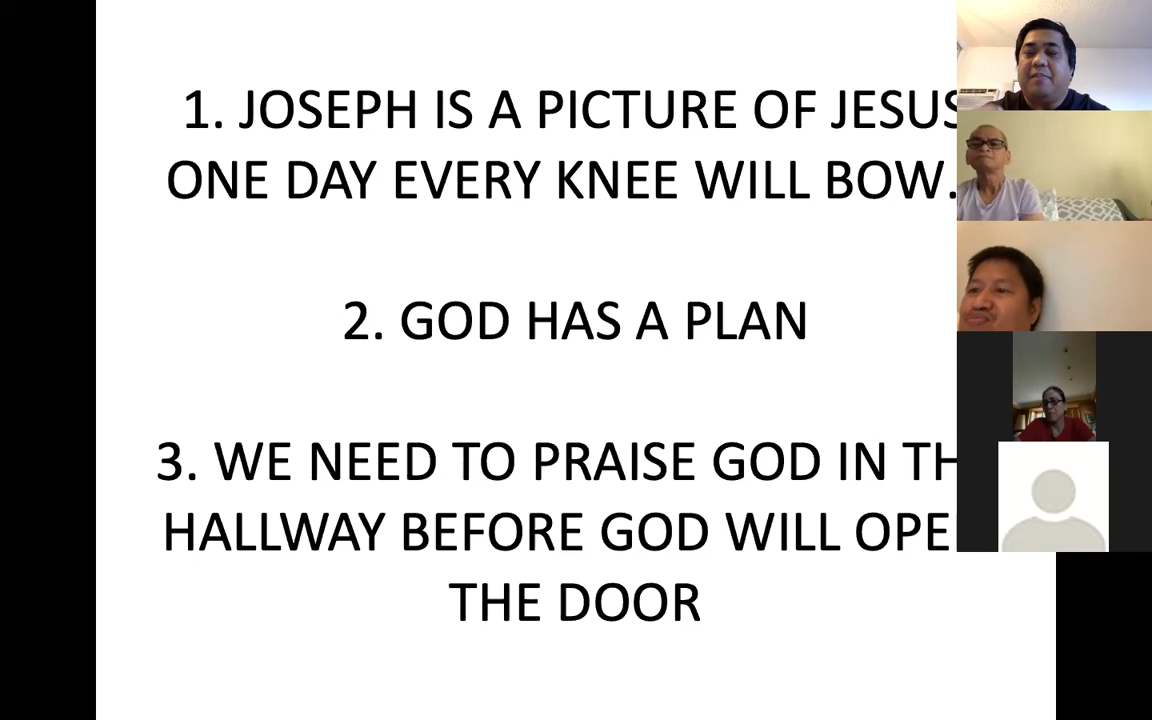 1. JOSEPH IS A PICTURE OF JESUS
ONE DAY EVERY KNEE WILL BOW.
2. GOD HAS A PLAN
3. WE NEED TO PRAISE GOD IN TH
HALLWAY BEFORE GOD WILL OPE
THE DOOR